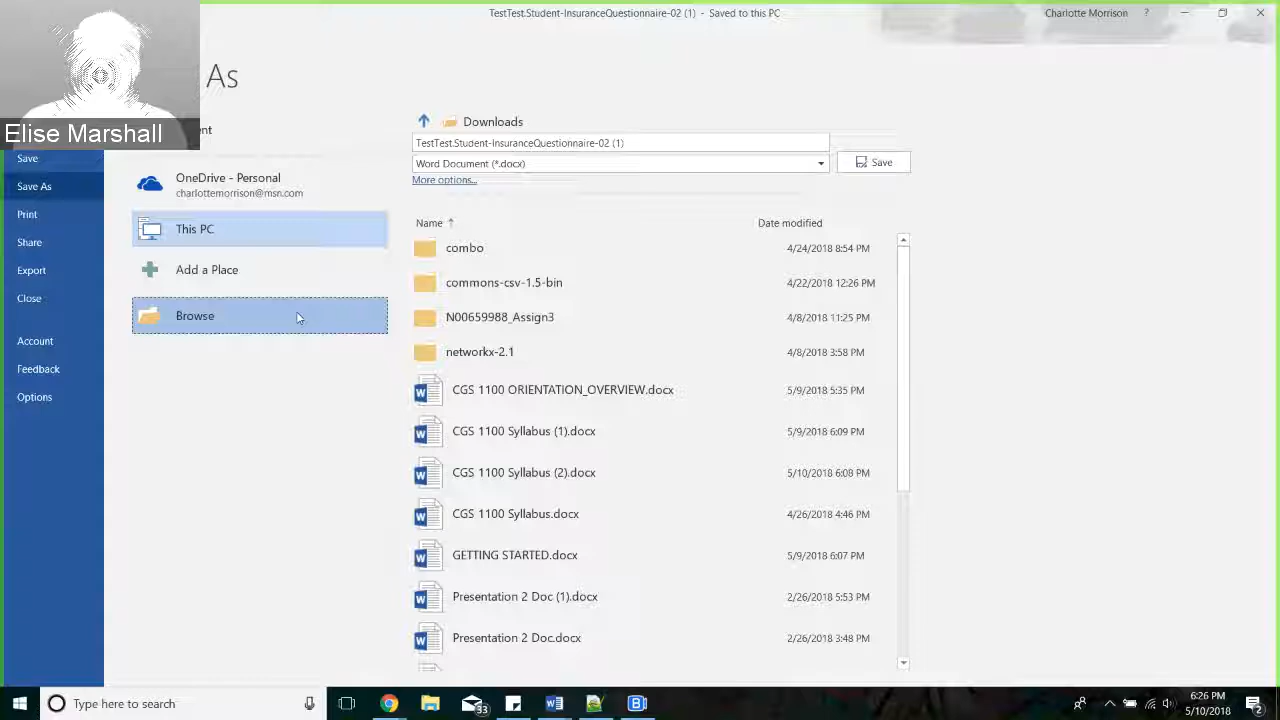 TestTest.Student-InsuranceQuestionnaire-02 (1) - Saved to this PC
Charlotte Morrison ?
As
Elise Marshall
ent
Save
Save As
Print
Share
Export
Close
Account
Feedback
Options
OneDrive - Personal
charlottemorrison@msn.com
This PC
Add a Place
Browse
Downloads
TestTest.Student-InsuranceQuestionnaire-02 (1)
Word Document (*.docx)
Save
More options...
Name Date modified
combo 4/24/2018 8:54 PM
commons-csv-1.5-bin 4/22/2018 12:26 PM
N00659988_Assign3 4/8/2018 11:25 PM
networkx-2.1 4/8/2018 3:58 PM
CGS 1100 ORIENTATION_OVERVIEW.docx 5/9/2018 5:35 PM
CGS 1100 Syllabus (1).docx 5/9/2018 6:09 PM
CGS 1100 Syllabus (2).docx 5/10/2018 6:08 PM
CGS 1100 Syllabus.docx 4/26/2018 4:46 PM
GETTING STARTED.docx 5/9/2018 6:07 PM
Presentation 2 Doc (1).docx 2/26/2018 5:53 PM
Presentation 2 Doc.docx 2/26/2018 3:48 PM
Type here to search
33
6:26 PM
5/10/2018
2